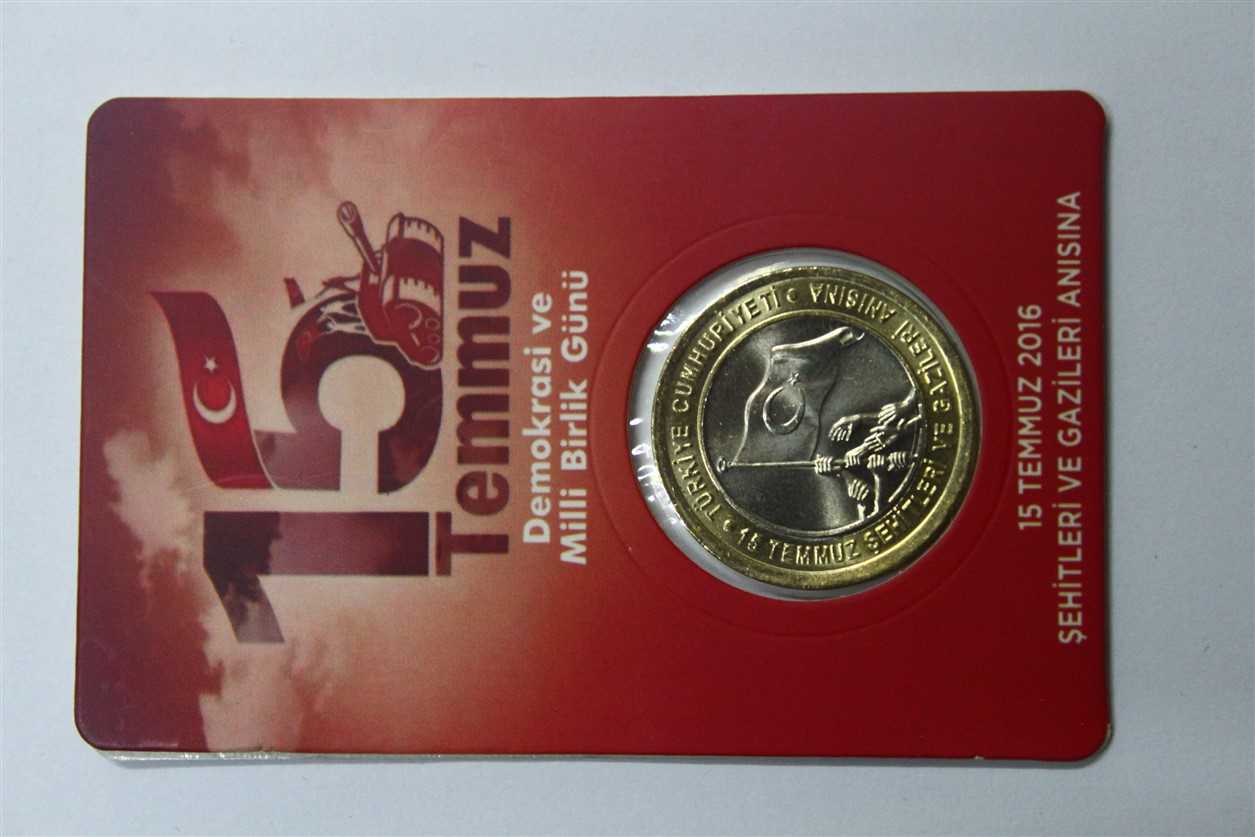 15
Temmuz
Demokrasi ve
Milli Birlik Günü
• TÜRKİYE CUMHURİYETİ •
15 TEMMUZ ŞEHİTLERİ VE GAZİLERİ ANISINA
15 TEMMUZ 2016
ŞEHİTLERİ VE GAZİLERİ ANISINA